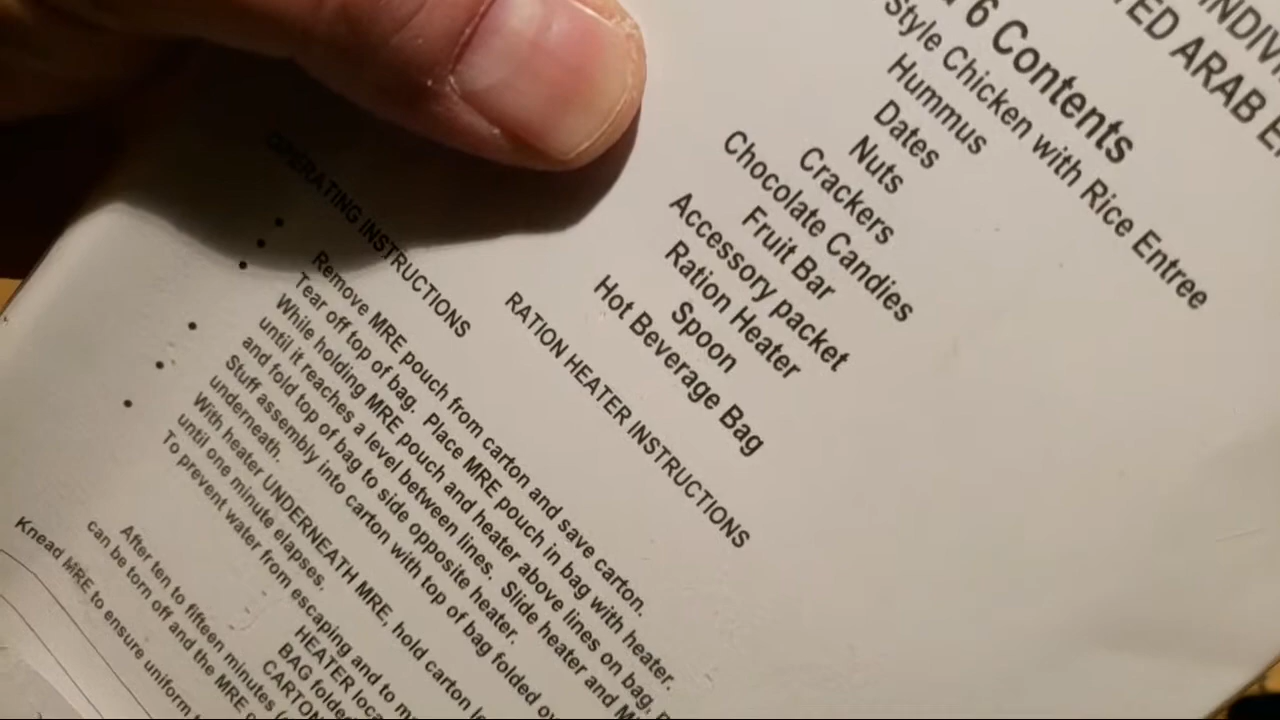 INDIVI
TED ARAB E
6 Contents
Style Chicken with Rice Entree
Hummus
Dates
Nuts
Crackers
Chocolate Candies
Fruit Bar
Accessory packet
Ration Heater
Spoon
Hot Beverage Bag
RATION HEATER INSTRUCTIONS
OPERATING INSTRUCTIONS
• Remove MRE pouch from carton and save carton.
• Tear off top of bag. Place MRE pouch in bag with heater.
• While holding MRE pouch and heater above lines on bag,
until it reaches a level between lines. Slide heater and
and fold top of bag to side opposite heater.
• Stuff assembly into carton with top of bag folded
underneath.
• With heater UNDERNEATH MRE, hold carton
until one minute elapses.
• To prevent water from escaping and to
HEATER
BAG
CARTON
After ten to fifteen minutes
can be torn off and the MRE
Knead MRE to ensure uniform